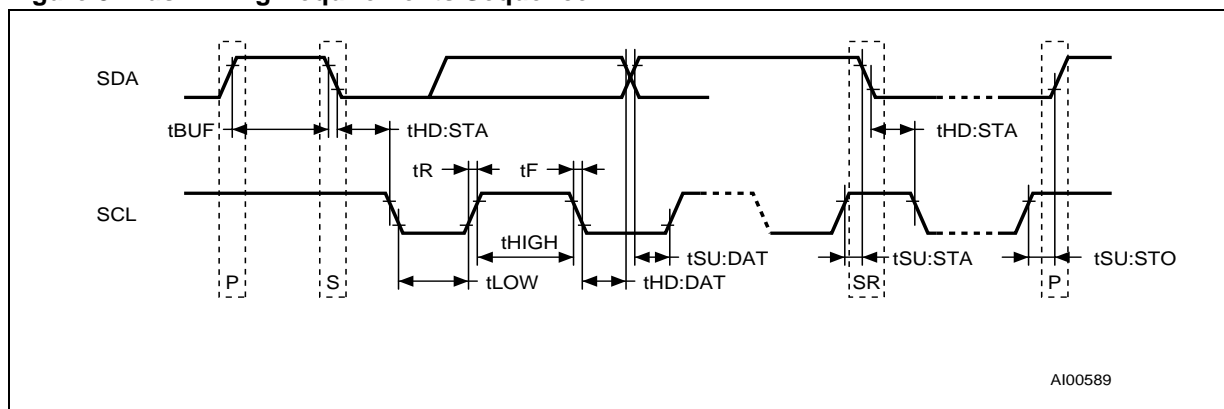 SDA
tBUF
tHD:STA
tHD:STA
tR
tF
SCL
tHIGH
tSU:DAT
tSU:STA
tSU:STO
P
S
tLOW
tHD:DAT
SR
P
AI00589